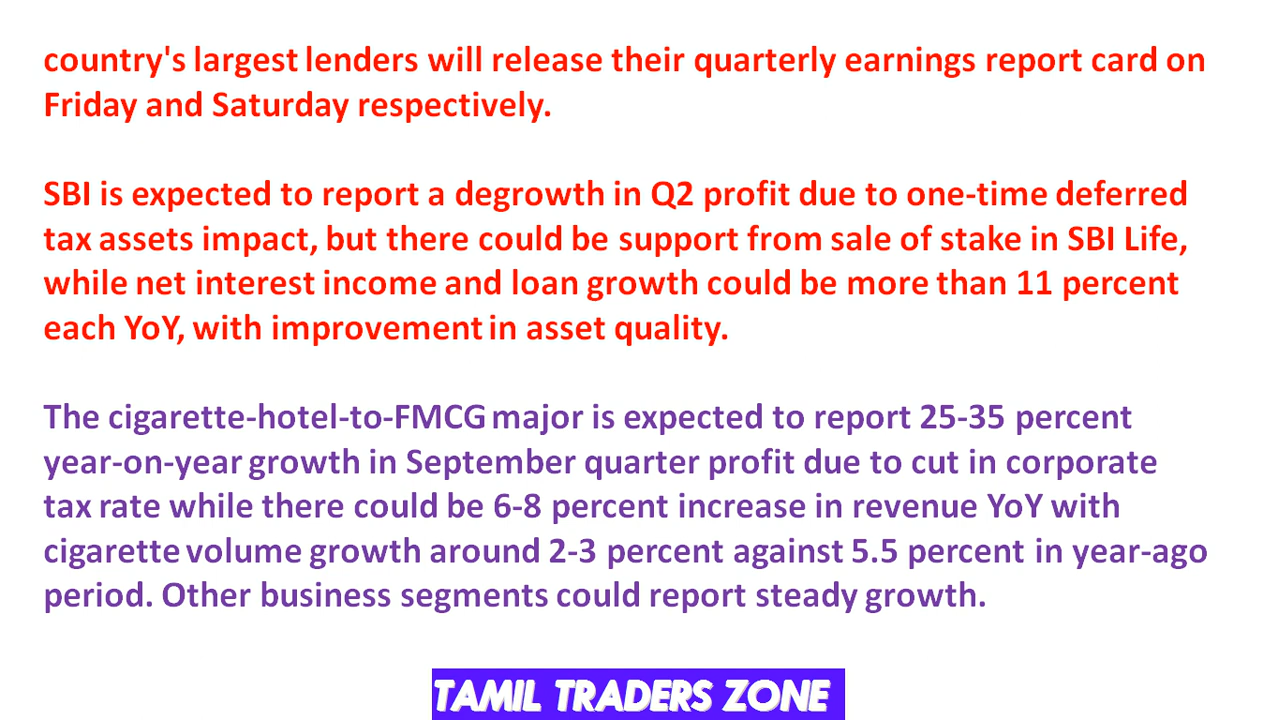 country's largest lenders will release their quarterly earnings report card on
Friday and Saturday respectively.
SBI is expected to report a degrowth in Q2 profit due to one-time deferred
tax assets impact, but there could be support from sale of stake in SBI Life,
while net interest income and loan growth could be more than 11 percent
each YoY, with improvement in asset quality.
The cigarette-hotel-to-FMCG major is expected to report 25-35 percent
year-on-year growth in September quarter profit due to cut in corporate
tax rate while there could be 6-8 percent increase in revenue YoY with
cigarette volume growth around 2-3 percent against 5.5 percent in year-ago
period. Other business segments could report steady growth.
TAMIL TRADERS ZONE